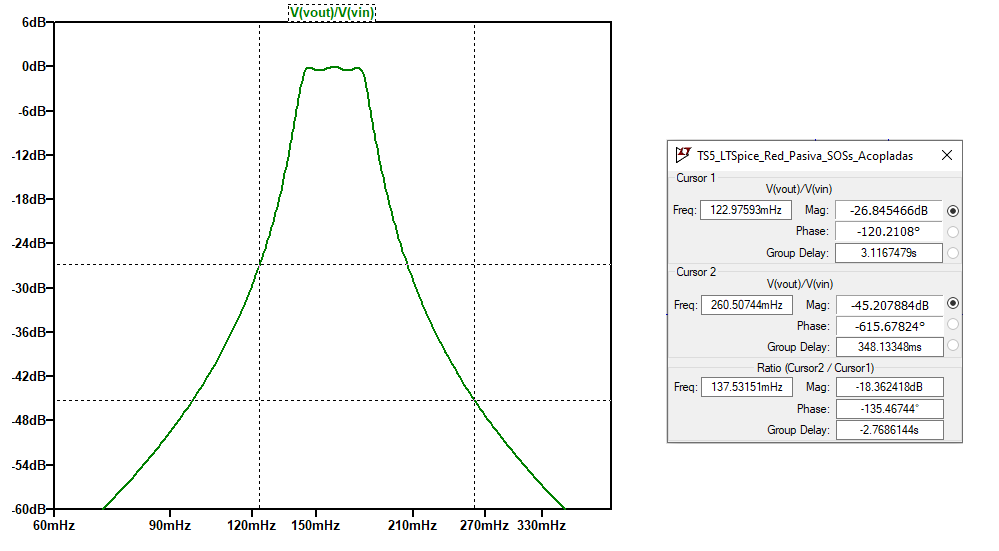 V(vout)/V(vin)
6dB
0dB
-6dB
-12dB
-18dB
-24dB
-30dB
-36dB
-42dB
-48dB
-54dB
-60dB
60mHz 90mHz 120mHz 150mHz 210mHz 270mHz 330mHz
TS5_LTSpice_Red_Pasiva_SOSs_Acopladas
Cursor 1
V(vout)/V(vin)
Freq: 122.97593mHz Mag: -26.845466dB
Phase: -120.2108°
Group Delay: 3.1167479s
Cursor 2
V(vout)/V(vin)
Freq: 260.50744mHz Mag: -45.207884dB
Phase: -615.67824°
Group Delay: 348.13348ms
Ratio (Cursor2 / Cursor1)
Freq: 137.53151mHz Mag: -18.362418dB
Phase: -135.46744°
Group Delay: -2.7686144s